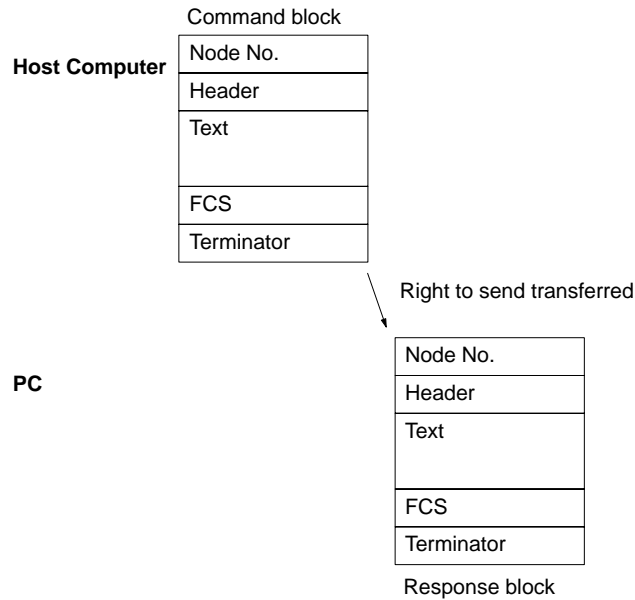 Command block
Host Computer
Node No.
Header
Text
FCS
Terminator
Right to send transferred
PC
Node No.
Header
Text
FCS
Terminator
Response block